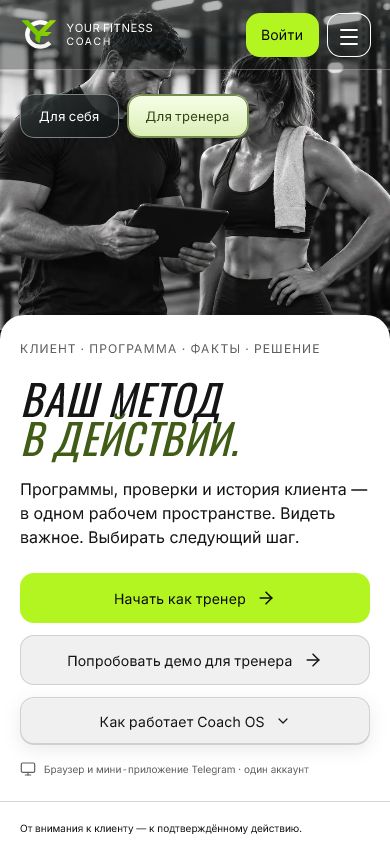 YOUR FITNESS
COACH
Войти
Для себя
Для тренера
КЛИЕНТ · ПРОГРАММА · ФАКТЫ · РЕШЕНИЕ
ВАШ МЕТОД
В ДЕЙСТВИИ.
Программы, проверки и история клиента —
в одном рабочем пространстве. Видеть
важное. Выбирать следующий шаг.
Начать как тренер
Попробовать демо для тренера
Как работает Coach OS
Браузер и мини-приложение Telegram · один аккаунт
От внимания к клиенту — к подтверждённому действию.